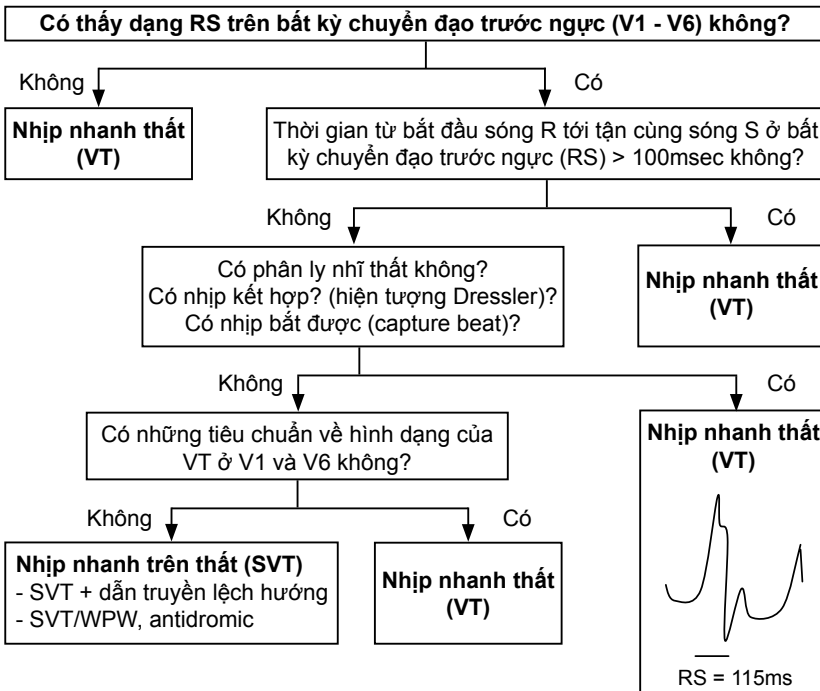 Có thấy dạng RS trên bất kỳ chuyển đạo trước ngực (V1 - V6) không?
Không
Có
Nhịp nhanh thất
(VT)
Thời gian từ bắt đầu sóng R tới tận cùng sóng S ở bất
kỳ chuyển đạo trước ngực (RS) > 100msec không?
Không
Có
Có phân ly nhĩ thất không?
Có nhịp kết hợp? (hiện tượng Dressler)?
Có nhịp bắt được (capture beat)?
Nhịp nhanh thất
(VT)
Không
Có
Có những tiêu chuẩn về hình dạng của
VT ở V1 và V6 không?
Nhịp nhanh thất
(VT)
Không
Có
Nhịp nhanh trên thất (SVT)
- SVT + dẫn truyền lệch hướng
- SVT/WPW, antidromic
Nhịp nhanh thất
(VT)
RS = 115ms